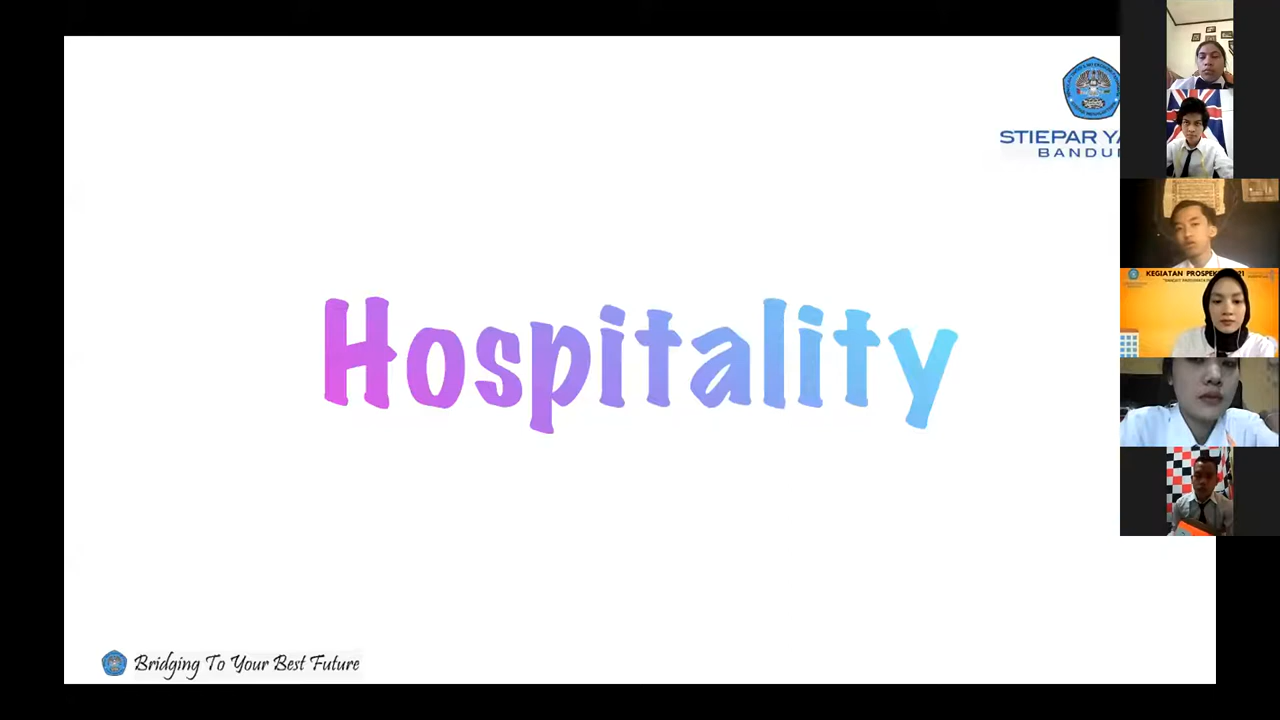 STIEPAR YA
BANDU
Hospitality
KEGIATAN PROSPEK
Bridging To Your Best Future